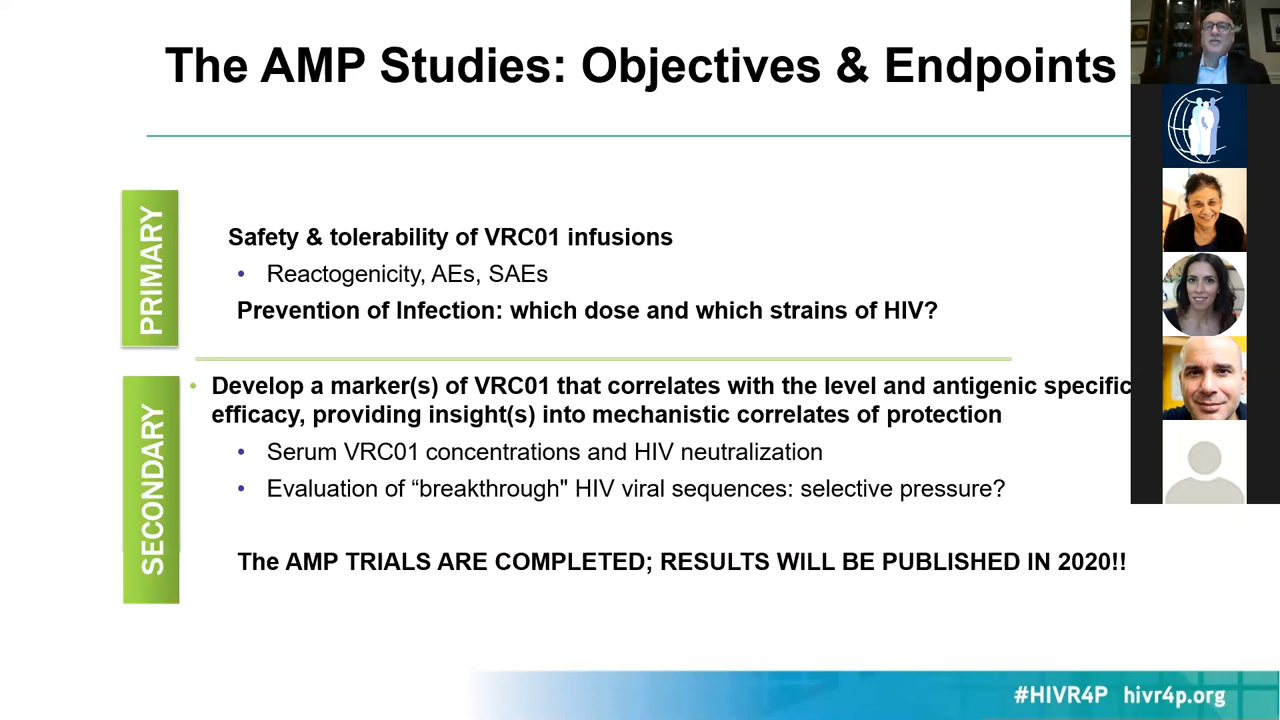 The AMP Studies: Objectives & Endpoints
PRIMARY
Safety & tolerability of VRC01 infusions
• Reactogenicity, AEs, SAEs
Prevention of Infection: which dose and which strains of HIV?
SECONDARY
• Develop a marker(s) of VRC01 that correlates with the level and antigenic specific
efficacy, providing insight(s) into mechanistic correlates of protection
• Serum VRC01 concentrations and HIV neutralization
• Evaluation of “breakthrough" HIV viral sequences: selective pressure?
The AMP TRIALS ARE COMPLETED; RESULTS WILL BE PUBLISHED IN 2020!!
#HIVR4P hivr4p.org